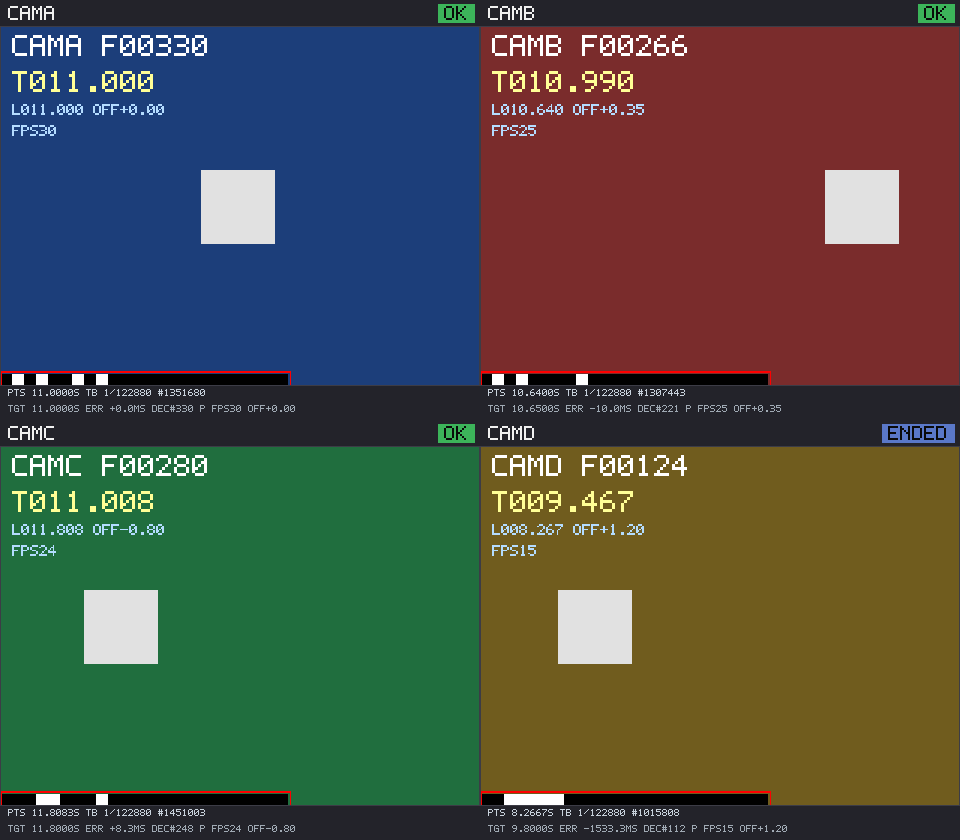 CAMA OK
CAMA F00330
T011.000
L011.000 OFF+0.00
FPS30
PTS 11.0000S TB 1/122880 #1351680
TGT 11.0000S ERR +0.0MS DEC#330 P FPS30 OFF+0.00
CAMB OK
CAMB F00266
T010.990
L010.640 OFF+0.35
FPS25
PTS 10.6400S TB 1/122880 #1307443
TGT 10.6500S ERR -10.0MS DEC#221 P FPS25 OFF+0.35
CAMC OK
CAMC F00280
T011.008
L011.808 OFF-0.80
FPS24
PTS 11.8083S TB 1/122880 #1451003
TGT 11.8000S ERR +8.3MS DEC#248 P FPS24 OFF-0.80
CAMD ENDED
CAMD F00124
T009.467
L008.267 OFF+1.20
FPS15
PTS 8.2667S TB 1/122880 #1015808
TGT 9.8000S ERR -1533.3MS DEC#112 P FPS15 OFF+1.20